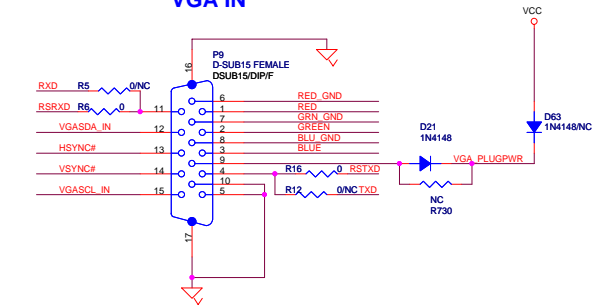 VGA IN
VCC
P9
D-SUB15 FEMALE
DSUB15/DIP/F
16
RXD R5 0/NC
RSRXD R6 0
VGASDA_IN
HSYNC#
VSYNC#
VGASCL_IN
11
12
13
14
15
6 RED_GND
1 RED
7 GRN_GND
2 GREEN
8 BLU_GND
3 BLUE
9
4
10
5
R16 0 RSTXD
R12 0/NC TXD
D21
1N4148
VGA_PLUGPWR
NC
R730
D63
1N4148/NC
17